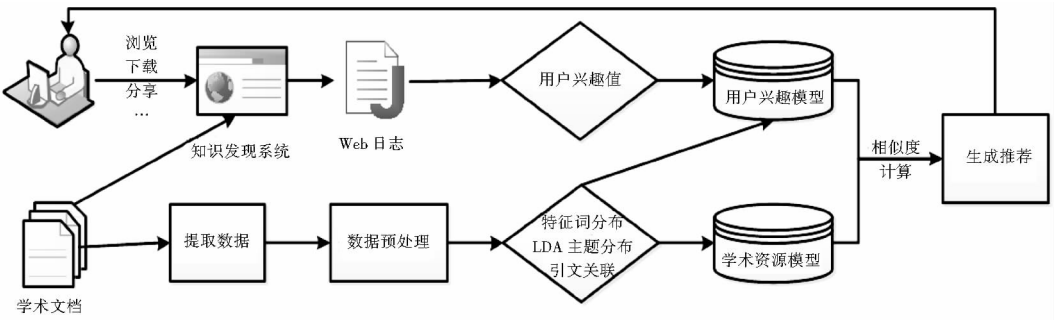 浏览
下载
分享
…
知识发现系统
Web 日志
用户兴趣值
用户兴趣模型
相似度
计算
生成推荐
学术文档
提取数据
数据预处理
特征词分布
LDA 主题分布
引文关联
学术资源模型